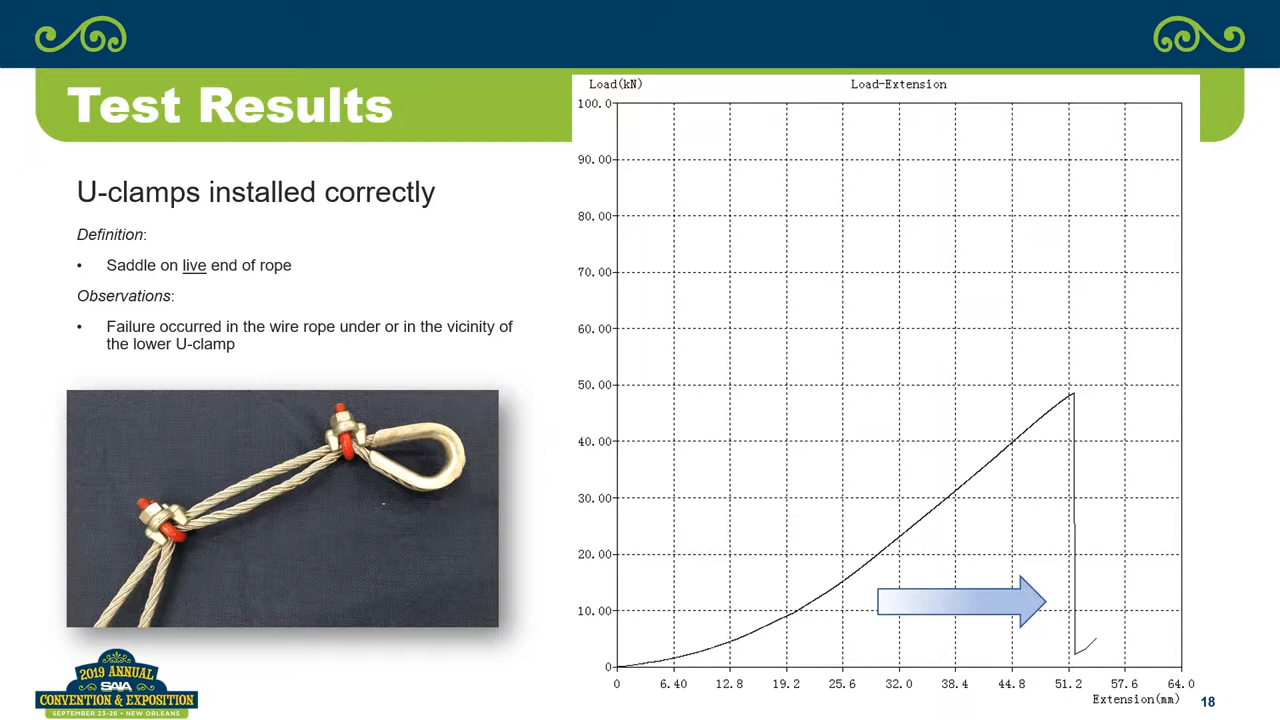 Test Results
U-clamps installed correctly
Definition:
• Saddle on live end of rope
Observations:
• Failure occurred in the wire rope under or in the vicinity of
the lower U-clamp
2019 ANNUAL
SAIA
CONVENTION & EXPOSITION
SEPTEMBER 23-26 • NEW ORLEANS
Load(kN)
Load-Extension
100.0
90.00
80.00
70.00
60.00
50.00
40.00
30.00
20.00
10.00
0
0 6.40 12.8 19.2 25.6 32.0 38.4 44.8 51.2 57.6 64.0
Extension(mm)
18